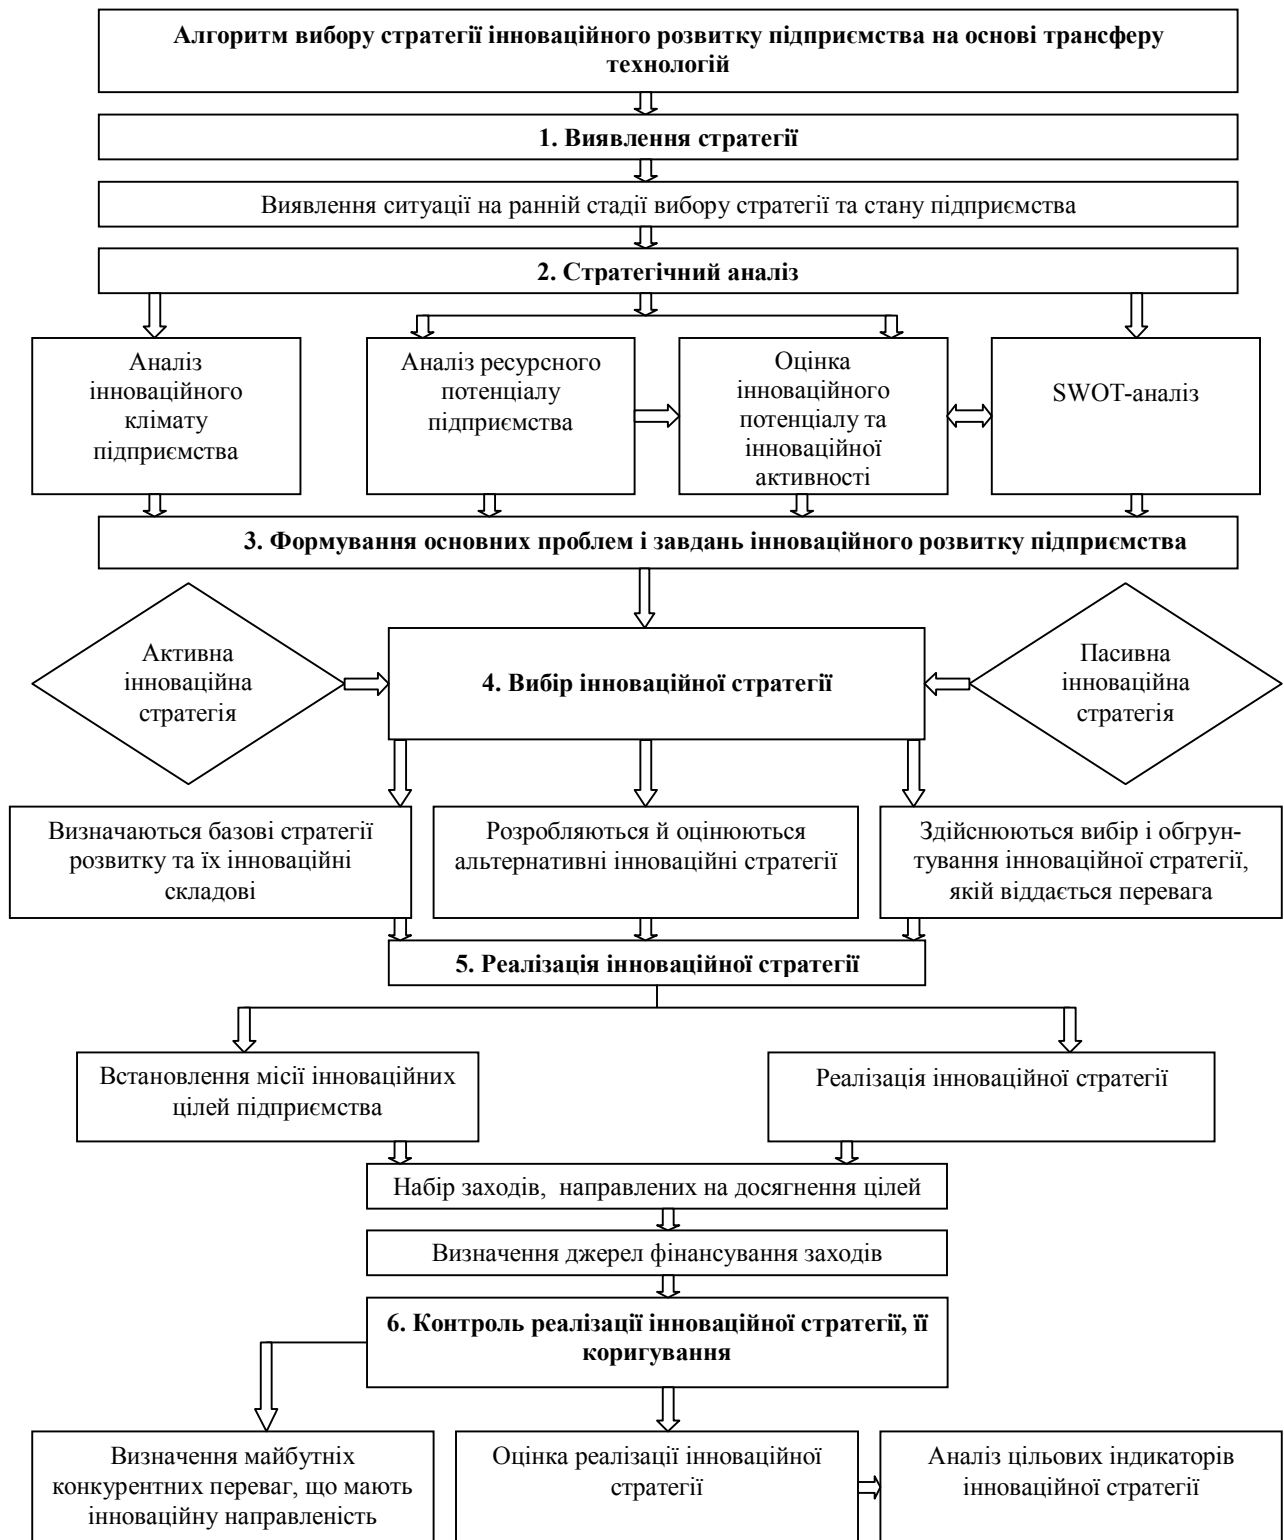 Алгоритм вибору стратегії інноваційного розвитку підприємства на основі трансферу
технологій
1. Виявлення стратегії
Виявлення ситуації на ранній стадії вибору стратегії та стану підприємства
2. Стратегічний аналіз
Аналіз
інноваційного
клімату
підприємства
Аналіз ресурсного
потенціалу
підприємства
Оцінка
інноваційного
потенціалу та
інноваційної
активності
SWOT-аналіз
3. Формування основних проблем і завдань інноваційного розвитку підприємства
Активна
інноваційна
стратегія
4. Вибір інноваційної стратегії
Пасивна
інноваційна
стратегія
Визначаються базові стратегії
розвитку та їх інноваційні
складові
Розробляються й оцінюються
альтернативні інноваційні стратегії
Здійснюються вибір і обгрун-
тування інноваційної стратегії,
якій віддається перевага
5. Реалізація інноваційної стратегії
Встановлення місії інноваційних
цілей підприємства
Реалізація інноваційної стратегії
Набір заходів, направлених на досягнення цілей
Визначення джерел фінансування заходів
6. Контроль реалізації інноваційної стратегії, її
коригування
Визначення майбутніх
конкурентних переваг, що мають
інноваційну направленість
Оцінка реалізації інноваційної
стратегії
Аналіз цільових індикаторів
інноваційної стратегії